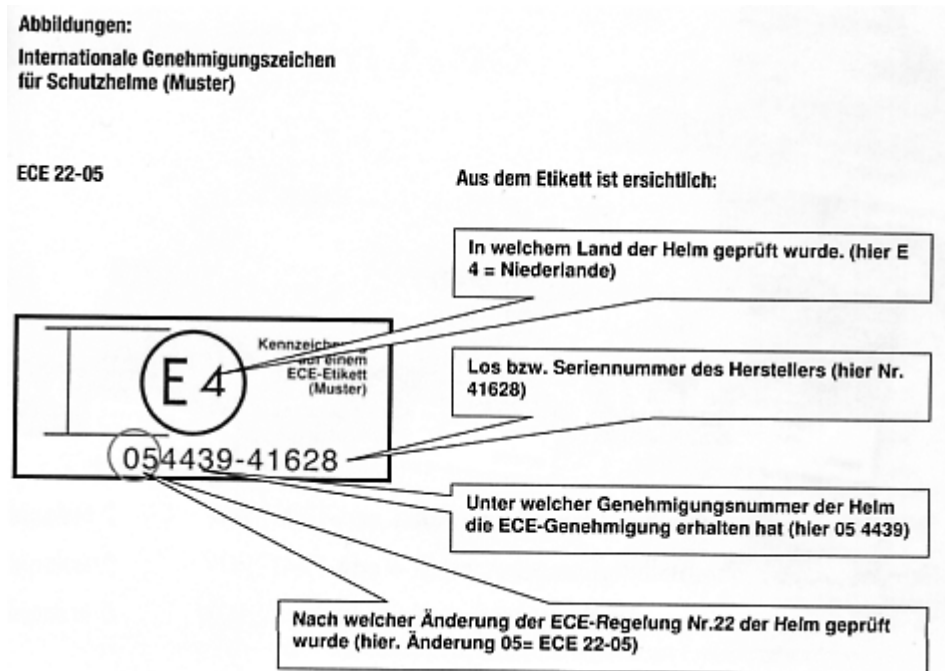 Abbildungen:
Internationale Genehmigungszeichen
für Schutzhelme (Muster)
ECE 22-05
Aus dem Etikett ist ersichtlich:
In welchem Land der Helm geprüft wurde. (hier E
4 = Niederlande)
E 4
Kennzeichnung
auf einem
ECE-Etikett
(Muster)
054439-41628
Los bzw. Seriennummer des Herstellers (hier Nr.
41628)
Unter welcher Genehmigungsnummer der Helm
die ECE-Genehmigung erhalten hat (hier 05 4439)
Nach welcher Änderung der ECE-Regelung Nr.22 der Helm geprüft
wurde (hier. Änderung 05= ECE 22-05)